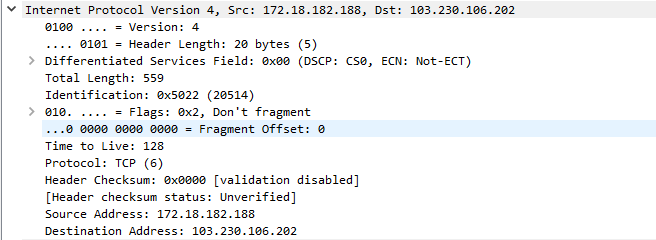 Internet Protocol Version 4, Src: 172.18.182.188, Dst: 103.230.106.202
0100 .... = Version: 4
.... 0101 = Header Length: 20 bytes (5)
Differentiated Services Field: 0x00 (DSCP: CS0, ECN: Not-ECT)
Total Length: 559
Identification: 0x5022 (20514)
010. .... = Flags: 0x2, Don't fragment
...0 0000 0000 0000 = Fragment Offset: 0
Time to Live: 128
Protocol: TCP (6)
Header Checksum: 0x0000 [validation disabled]
[Header checksum status: Unverified]
Source Address: 172.18.182.188
Destination Address: 103.230.106.202